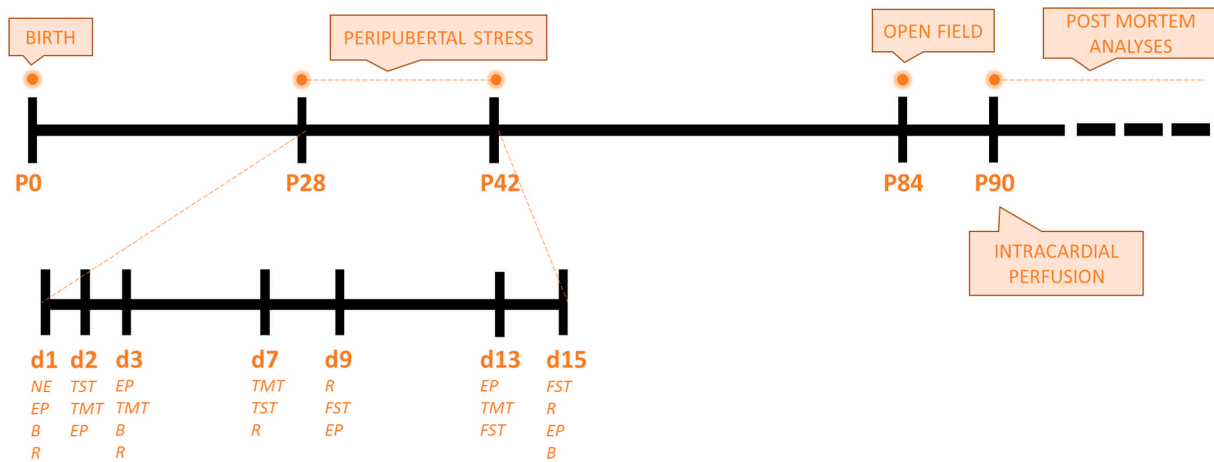 BIRTH
PERIPUBERTAL STRESS
OPEN FIELD
POST MORTEM
ANALYSES
P0
P28
P42
P84
P90
INTRACARDIAL
PERFUSION
d1
NE
EP
B
R
d2
TST
TMT
EP
d3
EP
TMT
B
R
d7
TMT
TST
R
d9
R
FST
EP
d13
EP
TMT
FST
d15
FST
R
EP
B